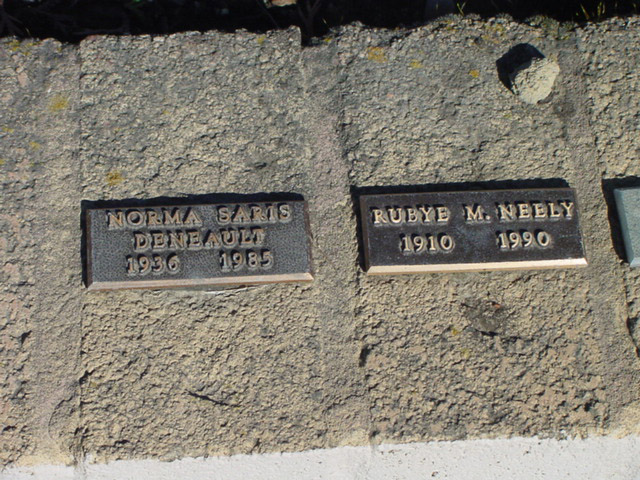 NORMA SARIS
DENEAULT
1936 1985
RUBYE M. NEELY
1910 1990